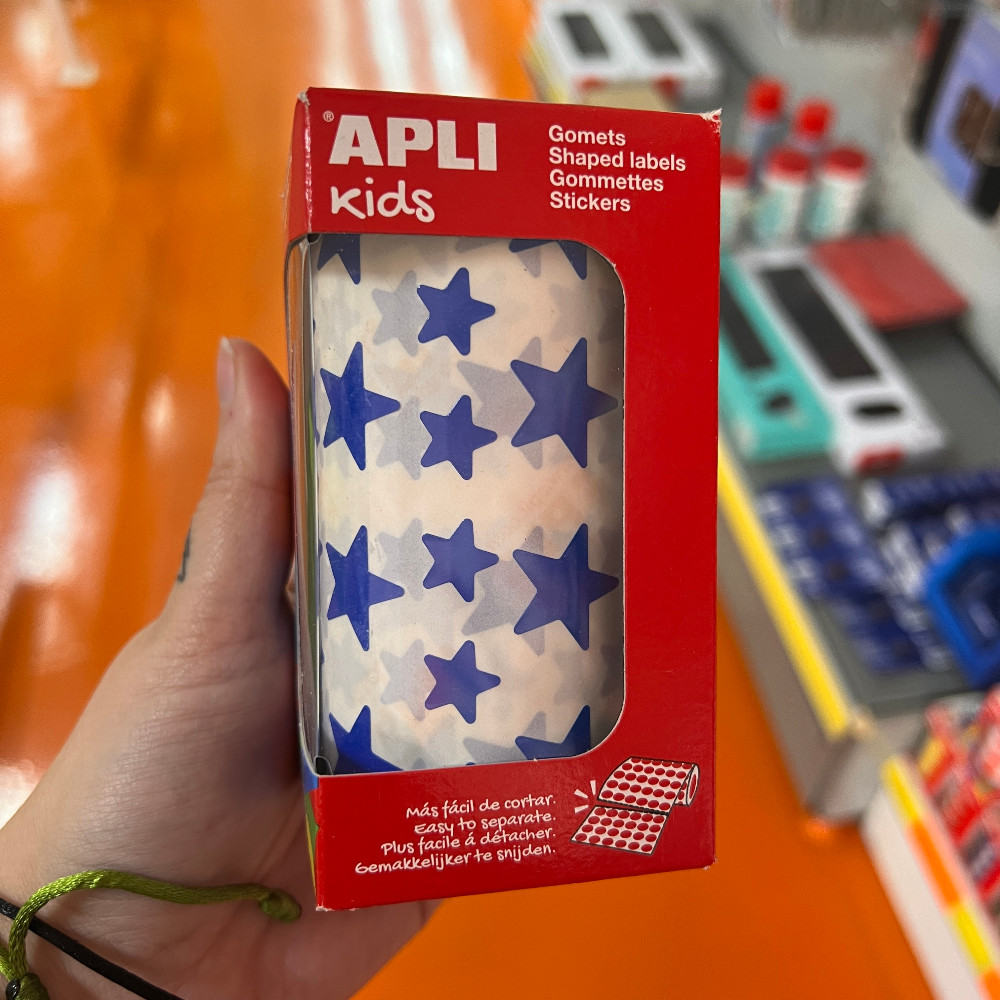 ® APLI
kids
Gomets
Shaped labels
Gommettes
Stickers
Más fácil de cortar.
Easy to separate.
Plus facile á détacher.
Gemakkelijker te snijden.